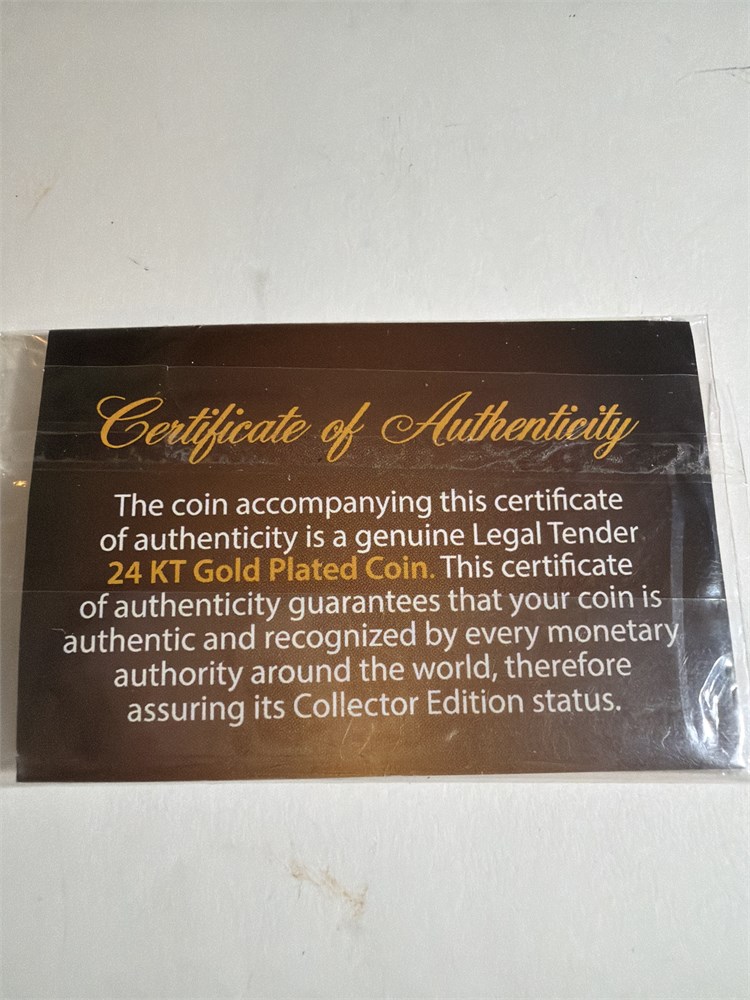 Certificate of Authenticity
The coin accompanying this certificate
of authenticity is a genuine Legal Tender
24 KT Gold Plated Coin. This certificate
of authenticity guarantees that your coin is
authentic and recognized by every monetary
authority around the world, therefore
assuring its Collector Edition status.